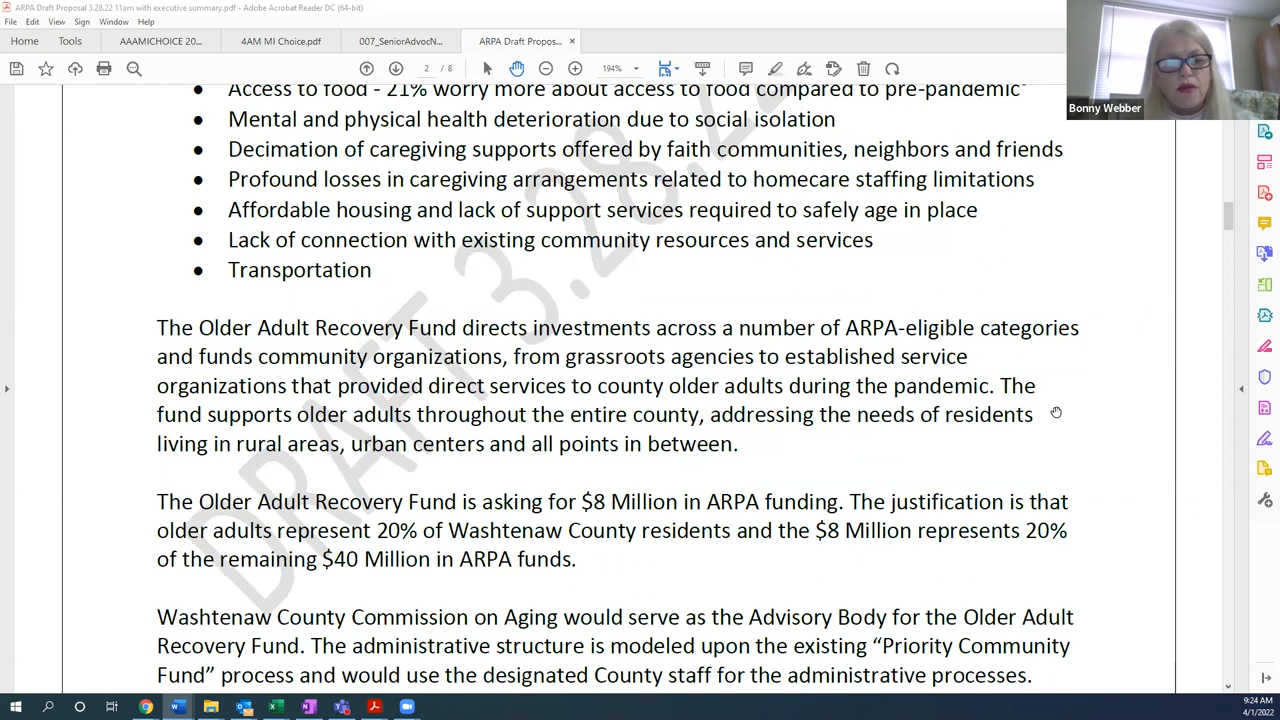 ARPA Draft Proposal 3.28.22 11am with executive summary.pdf - Adobe Acrobat Reader DC (64-bit)
File Edit View Sign Window Help
Home Tools AAAMICHOICE 20... 4AM MI Choice.pdf 007_SeniorAdvocN... ARPA Draft Propos... ×
2 / 8 194%
Bonny Webber
• Access to food - 21% worry more about access to food compared to pre-pandemic
• Mental and physical health deterioration due to social isolation
• Decimation of caregiving supports offered by faith communities, neighbors and friends
• Profound losses in caregiving arrangements related to homecare staffing limitations
• Affordable housing and lack of support services required to safely age in place
• Lack of connection with existing community resources and services
• Transportation
The Older Adult Recovery Fund directs investments across a number of ARPA-eligible categories
and funds community organizations, from grassroots agencies to established service
organizations that provided direct services to county older adults during the pandemic. The
fund supports older adults throughout the entire county, addressing the needs of residents
living in rural areas, urban centers and all points in between.
The Older Adult Recovery Fund is asking for $8 Million in ARPA funding. The justification is that
older adults represent 20% of Washtenaw County residents and the $8 Million represents 20%
of the remaining $40 Million in ARPA funds.
Washtenaw County Commission on Aging would serve as the Advisory Body for the Older Adult
Recovery Fund. The administrative structure is modeled upon the existing “Priority Community
Fund” process and would use the designated County staff for the administrative processes.
DRAFT 3.28.22
9:24 AM
4/1/2022